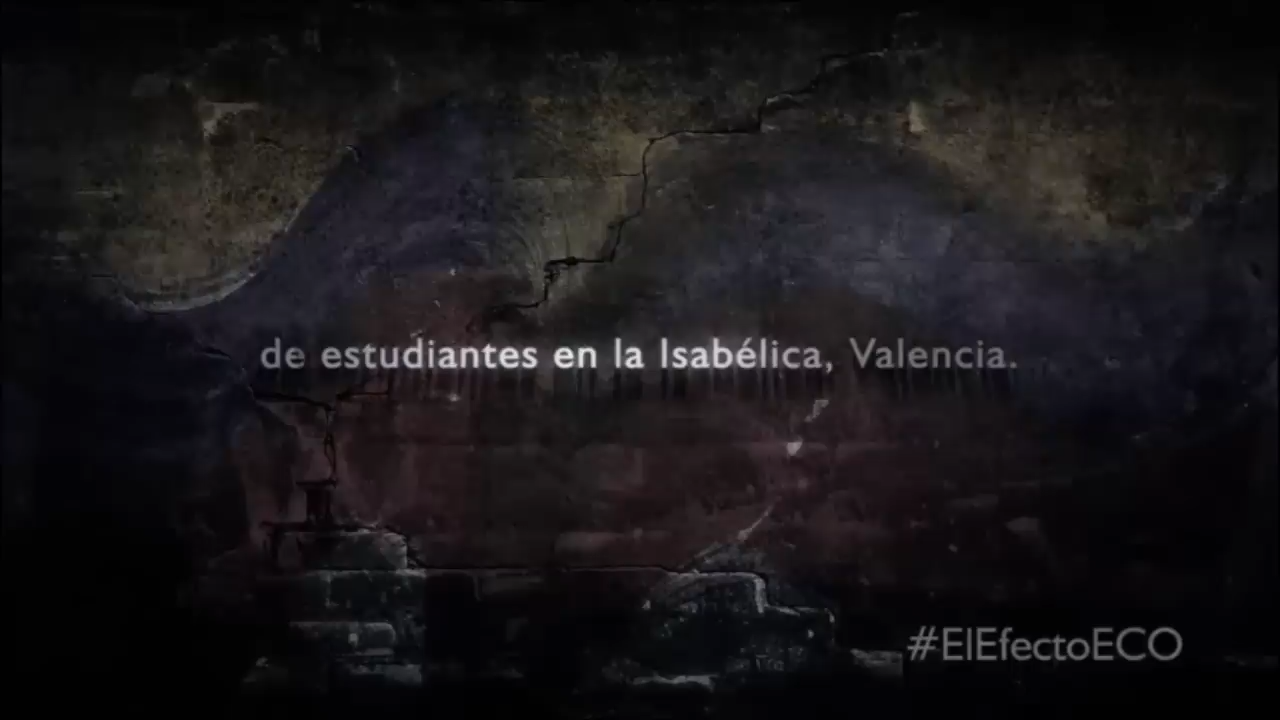 de estudiantes en la Isabélica, Valencia.
#ElEfectoECO